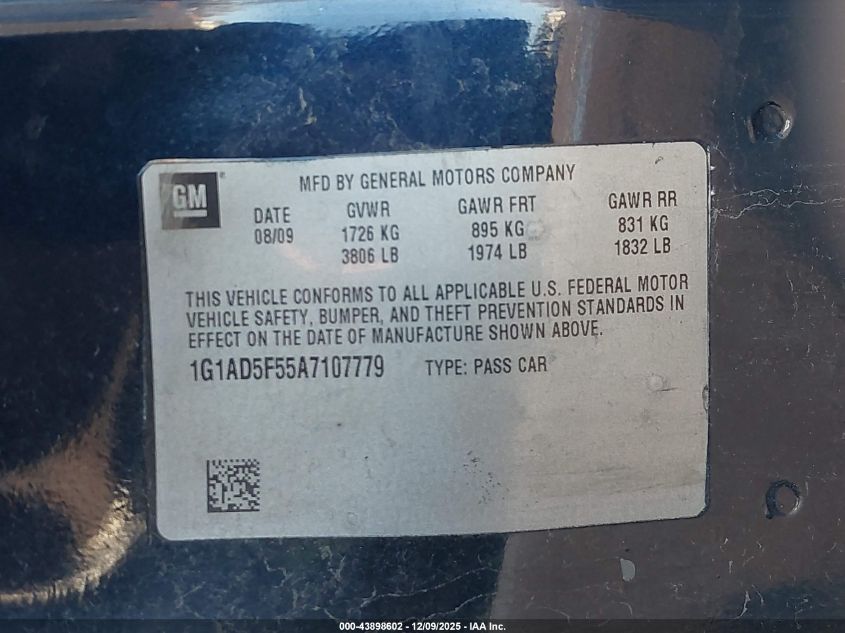 GM
MFD BY GENERAL MOTORS COMPANY
DATE GVWR GAWR FRT GAWR RR
08/09 1726 KG 895 KG 831 KG
3806 LB 1974 LB 1832 LB
THIS VEHICLE CONFORMS TO ALL APPLICABLE U.S. FEDERAL MOTOR
VEHICLE SAFETY, BUMPER, AND THEFT PREVENTION STANDARDS IN
EFFECT ON THE DATE OF MANUFACTURE SHOWN ABOVE.
1G1AD5F55A7107779 TYPE: PASS CAR
000-43898602 - 12/09/2025 - IAA Inc.